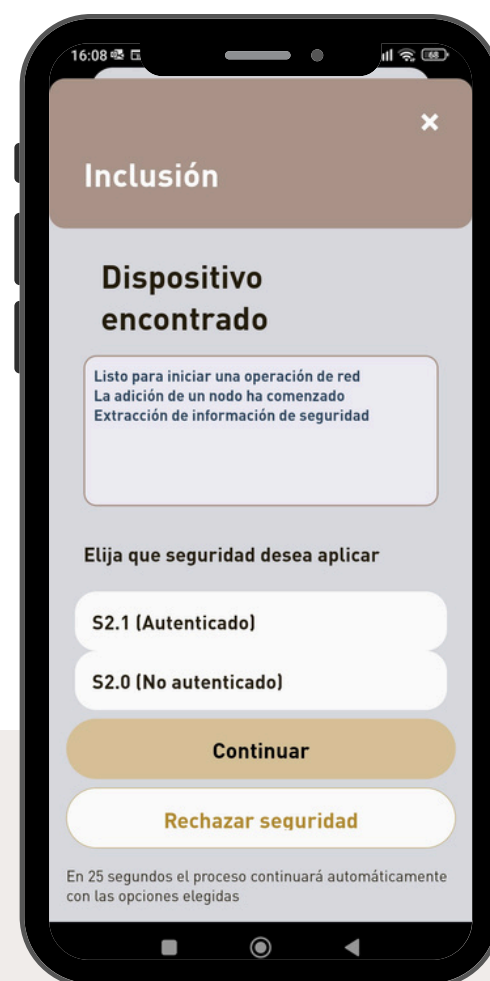 16:08
68
Inclusión
Dispositivo
encontrado
Listo para iniciar una operación de red
La adición de un nodo ha comenzado
Extracción de información de seguridad
Elija que seguridad desea aplicar
S2.1 (Autenticado)
S2.0 (No autenticado)
Continuar
Rechazar seguridad
En 25 segundos el proceso continuará automáticamente
con las opciones elegidas